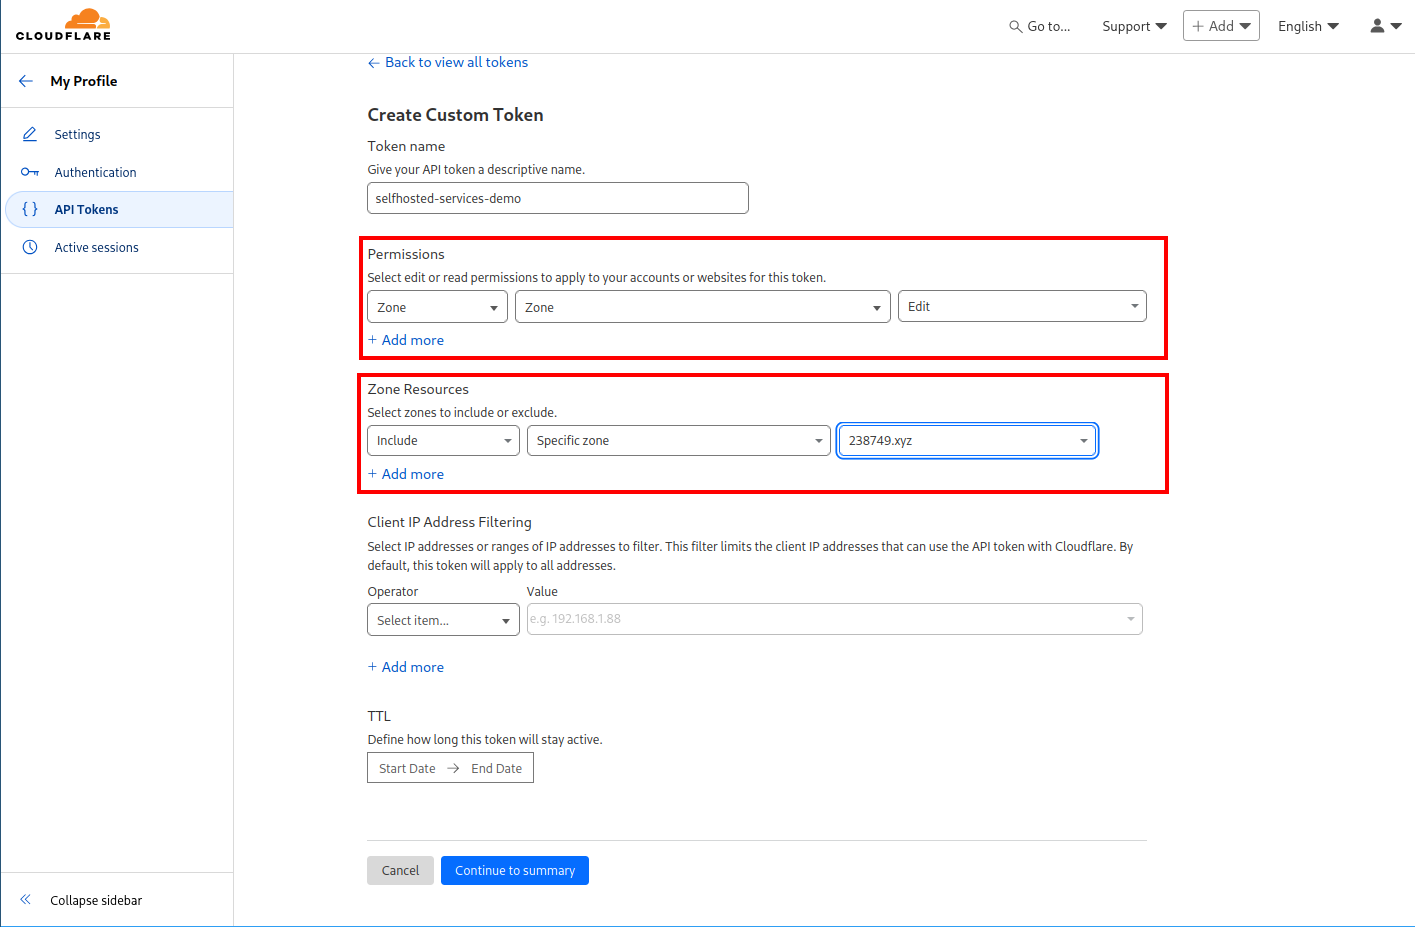 CLOUDFLARE
Go to...
Support
+ Add
English
My Profile
Settings
Authentication
API Tokens
Active sessions
Collapse sidebar
← Back to view all tokens
Create Custom Token
Token name
Give your API token a descriptive name.
selfhosted-services-demo
Permissions
Select edit or read permissions to apply to your accounts or websites for this token.
Zone Zone Edit
+ Add more
Zone Resources
Select zones to include or exclude.
Include Specific zone 238749.xyz
+ Add more
Client IP Address Filtering
Select IP addresses or ranges of IP addresses to filter. This filter limits the client IP addresses that can use the API token with Cloudflare. By
default, this token will apply to all addresses.
Operator Value
Select item... e.g. 192.168.1.88
+ Add more
TTL
Define how long this token will stay active.
Start Date → End Date
Cancel Continue to summary